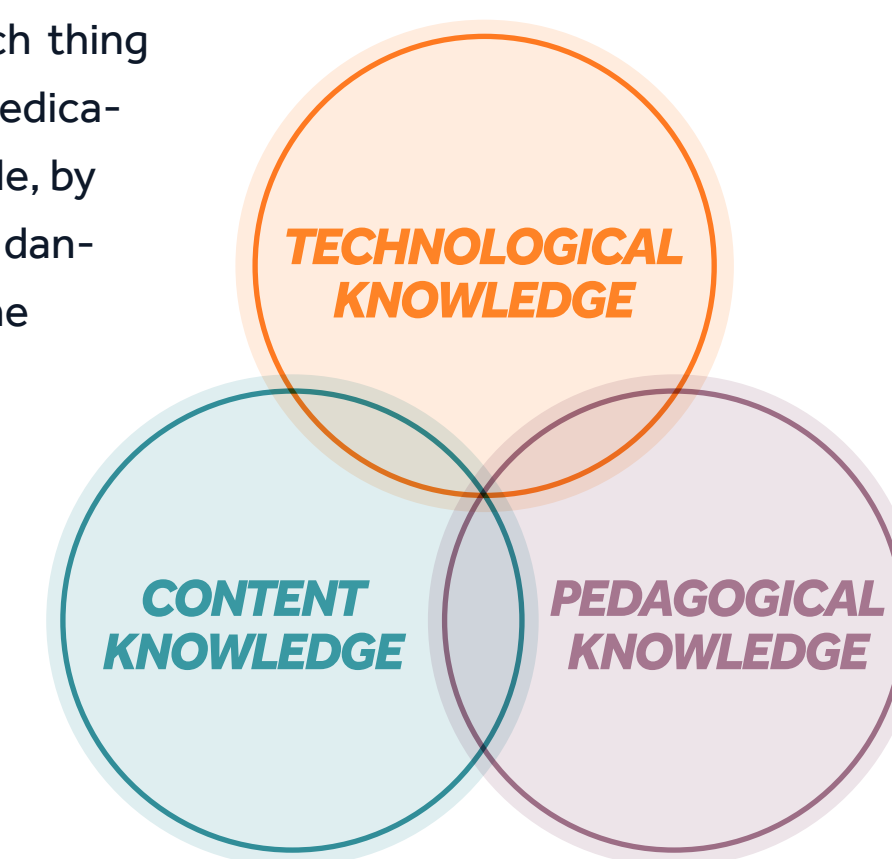 ch thing
edica-
le, by
dan-
ne
TECHNOLOGICAL
KNOWLEDGE
CONTENT
KNOWLEDGE
PEDAGOGICAL
KNOWLEDGE